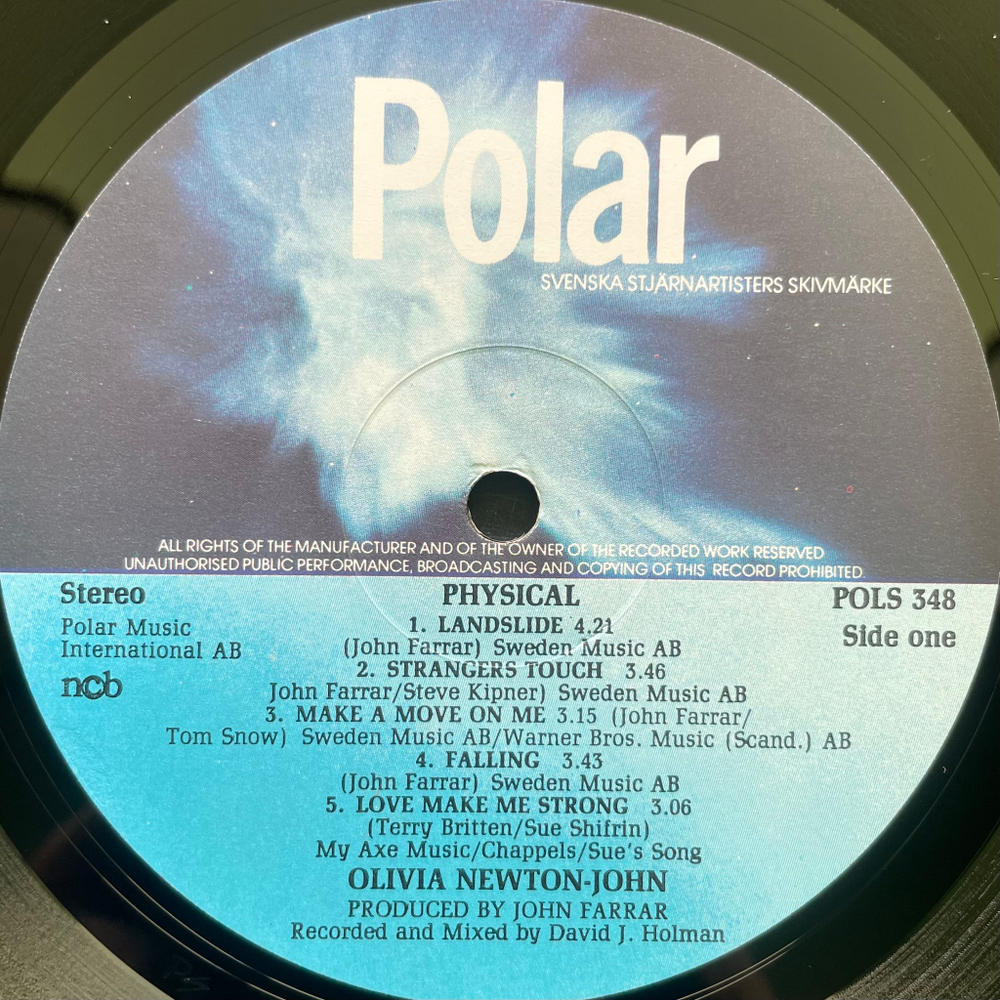 Polar
SVENSKA STJÄRNARTISTERS SKIVMÄRKE
ALL RIGHTS OF THE MANUFACTURER AND OF THE OWNER OF THE RECORDED WORK RESERVED
UNAUTHORISED PUBLIC PERFORMANCE, BROADCASTING AND COPYING OF THIS RECORD PROHIBITED
Stereo
Polar Music
International AB
ncb
PHYSICAL
POLS 348
Side one
1. LANDSLIDE 4.21
(John Farrar) Sweden Music AB
2. STRANGERS TOUCH 3.46
John Farrar/Steve Kipner) Sweden Music AB
3. MAKE A MOVE ON ME 3.15 (John Farrar/
Tom Snow) Sweden Music AB/Warner Bros. Music (Scand.) AB
4. FALLING 3.43
(John Farrar) Sweden Music AB
5. LOVE MAKE ME STRONG 3.06
(Terry Britten/Sue Shifrin)
My Axe Music/Chappels/Sue's Song
OLIVIA NEWTON-JOHN
PRODUCED BY JOHN FARRAR
Recorded and Mixed by David J. Holman